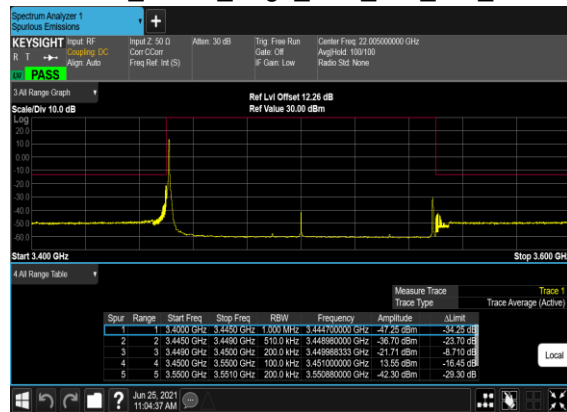 Spectrum Analyzer 1
Spurious Emissions
+
KEYSIGHT Input: RF Input Z: 50 Ω Atten: 30 dB Trig: Free Run Center Freq: 22.005000000 GHz
R T Coupling: DC Corr CCorr Gate: Off Avg|Hold: 100/100
Align: Auto Freq Ref: Int (S) IF Gain: Low Radio Std: None
PASS
3 All Range Graph
Ref Lvl Offset 12.26 dB
Scale/Div 10.0 dB Ref Value 30.00 dBm
Log
20.0
10.0
0.00
-10.0
-20.0
-30.0
-40.0
-50.0
-60.0
Start 3.400 GHz Stop 3.600 GHz
4 All Range Table
Measure Trace Trace 1
Trace Type Trace Average (Active)
Spur Range Start Freq Stop Freq RBW Frequency Amplitude ΔLimit
1 1 3.4000 GHz 3.4450 GHz 1.000 MHz 3.444700000 GHz -47.25 dBm -34.25 dB
2 2 3.4450 GHz 3.4490 GHz 510.0 kHz 3.448980000 GHz -36.70 dBm -23.70 dB
3 3 3.4490 GHz 3.4500 GHz 200.0 kHz 3.449988333 GHz -21.71 dBm -8.710 dB
4 4 3.4500 GHz 3.5500 GHz 100.0 kHz 3.451000000 GHz 13.55 dBm -16.45 dB
5 5 3.5500 GHz 3.5510 GHz 200.0 kHz 3.550880000 GHz -42.30 dBm -29.30 dB
Local
? Jun 25, 2021
11:04:37 AM